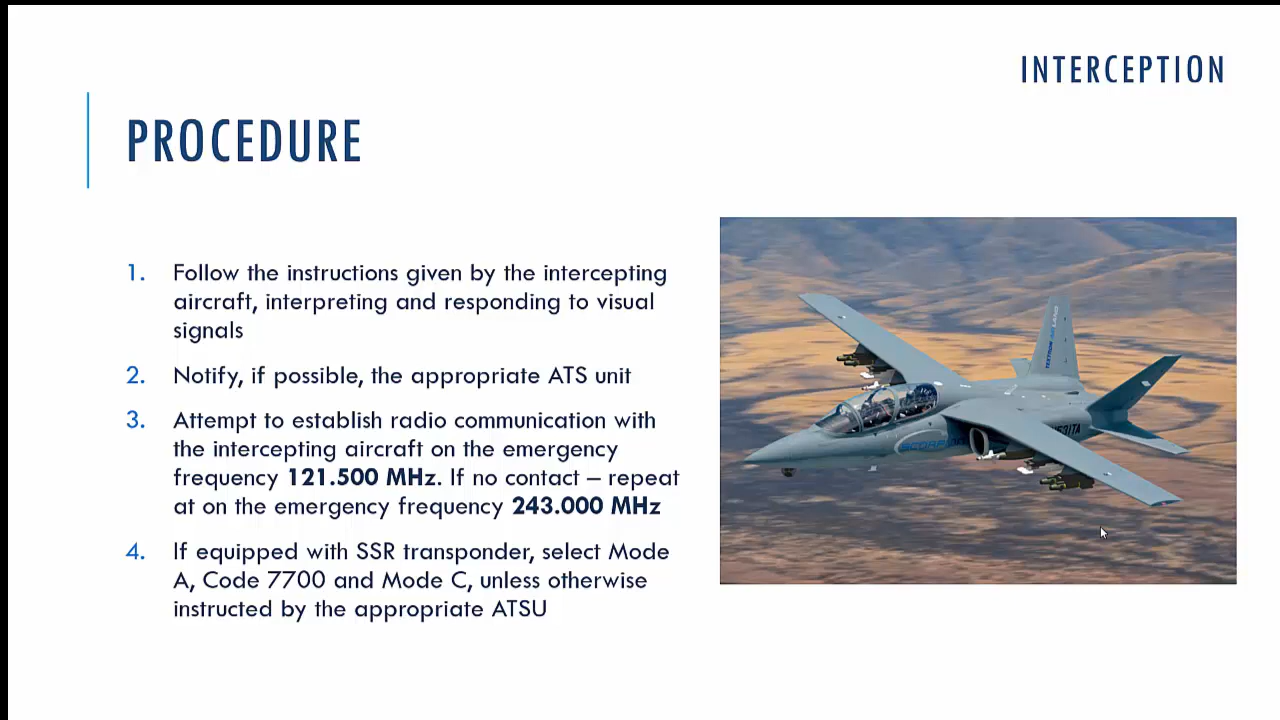 INTERCEPTION
PROCEDURE
1. Follow the instructions given by the intercepting
aircraft, interpreting and responding to visual
signals
2. Notify, if possible, the appropriate ATS unit
3. Attempt to establish radio communication with
the intercepting aircraft on the emergency
frequency 121.500 MHz. If no contact – repeat
at on the emergency frequency 243.000 MHz
4. If equipped with SSR transponder, select Mode
A, Code 7700 and Mode C, unless otherwise
instructed by the appropriate ATSU
SCORPION